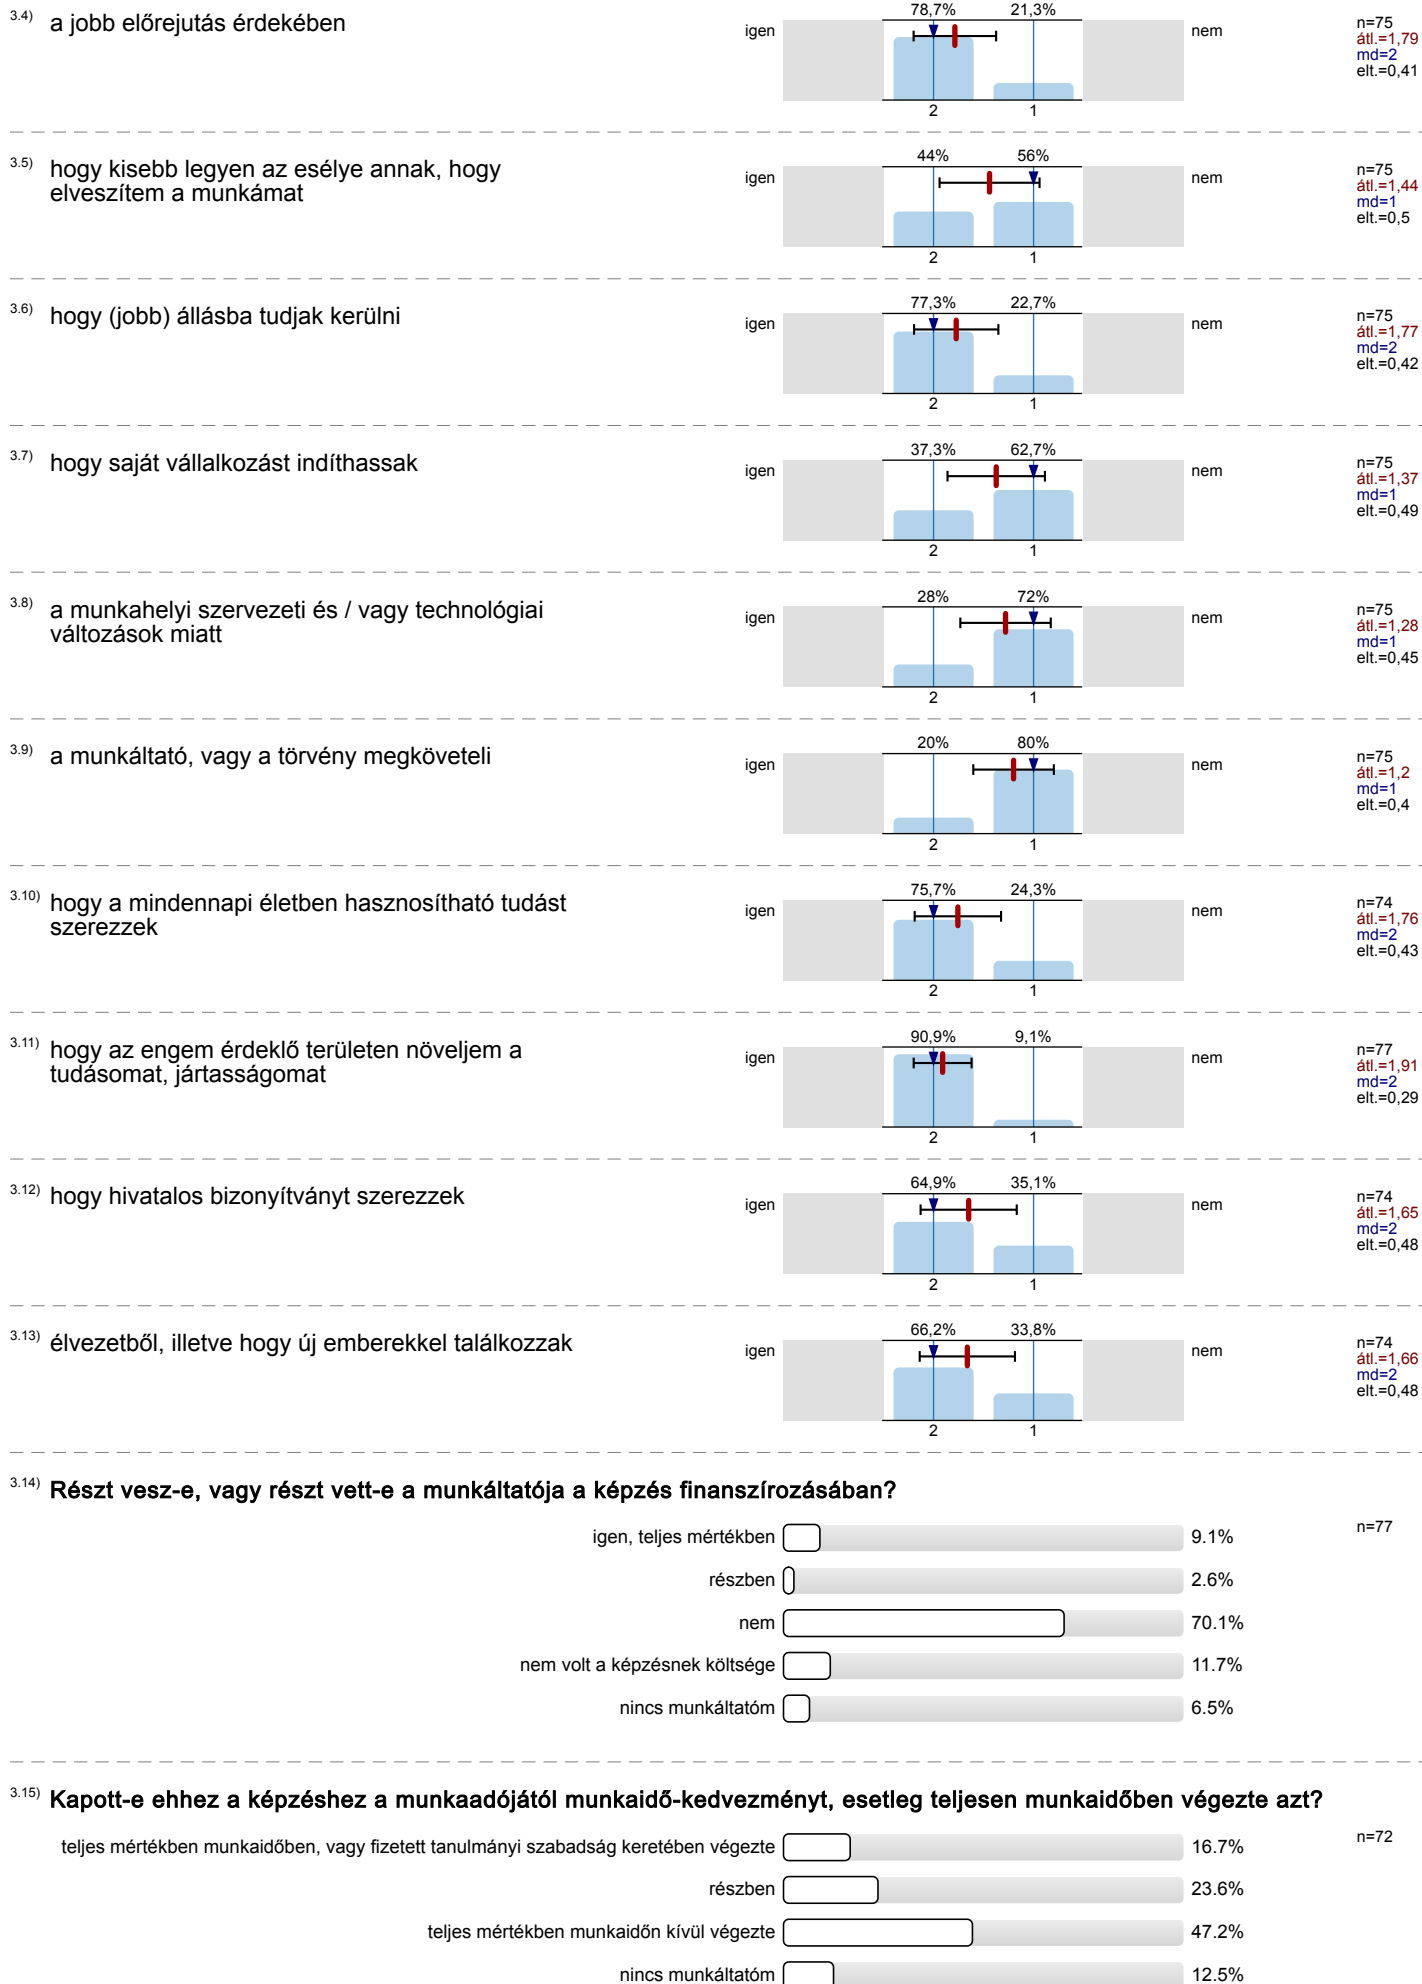 3.4) a jobb előrejutás érdekében
igen
78,7% 21,3%
2 1
nem
n=75
átl.=1,79
md=2
elt.=0,41
3.5) hogy kisebb legyen az esélye annak, hogy
elveszítem a munkámat
igen
44% 56%
2 1
nem
n=75
átl.=1,44
md=1
elt.=0,5
3.6) hogy (jobb) állásba tudjak kerülni
igen
77,3% 22,7%
2 1
nem
n=75
átl.=1,77
md=2
elt.=0,42
3.7) hogy saját vállalkozást indíthassak
igen
37,3% 62,7%
2 1
nem
n=75
átl.=1,37
md=1
elt.=0,49
3.8) a munkahelyi szervezeti és / vagy technológiai
változások miatt
igen
28% 72%
2 1
nem
n=75
átl.=1,28
md=1
elt.=0,45
3.9) a munkáltató, vagy a törvény megköveteli
igen
20% 80%
2 1
nem
n=75
átl.=1,2
md=1
elt.=0,4
3.10) hogy a mindennapi életben hasznosítható tudást
szerezzek
igen
75,7% 24,3%
2 1
nem
n=74
átl.=1,76
md=2
elt.=0,43
3.11) hogy az engem érdeklő területen növeljem a
tudásomat, jártasságomat
igen
90,9% 9,1%
2 1
nem
n=77
átl.=1,91
md=2
elt.=0,29
3.12) hogy hivatalos bizonyítványt szerezzek
igen
64,9% 35,1%
2 1
nem
n=74
átl.=1,65
md=2
elt.=0,48
3.13) élvezetből, illetve hogy új emberekkel találkozzak
igen
66,2% 33,8%
2 1
nem
n=74
átl.=1,66
md=2
elt.=0,48
3.14) Részt vesz-e, vagy részt vett-e a munkáltatója a képzés finanszírozásában?
igen, teljes mértékben 9.1% n=77
részben 2.6%
nem 70.1%
nem volt a képzésnek költsége 11.7%
nincs munkáltatóm 6.5%
3.15) Kapott-e ehhez a képzéshez a munkaadójától munkaidő-kedvezményt, esetleg teljesen munkaidőben végezte azt?
teljes mértékben munkaidőben, vagy fizetett tanulmányi szabadság keretében végezte 16.7% n=72
részben 23.6%
teljes mértékben munkaidőn kívül végezte 47.2%
nincs munkáltatóm 12.5%